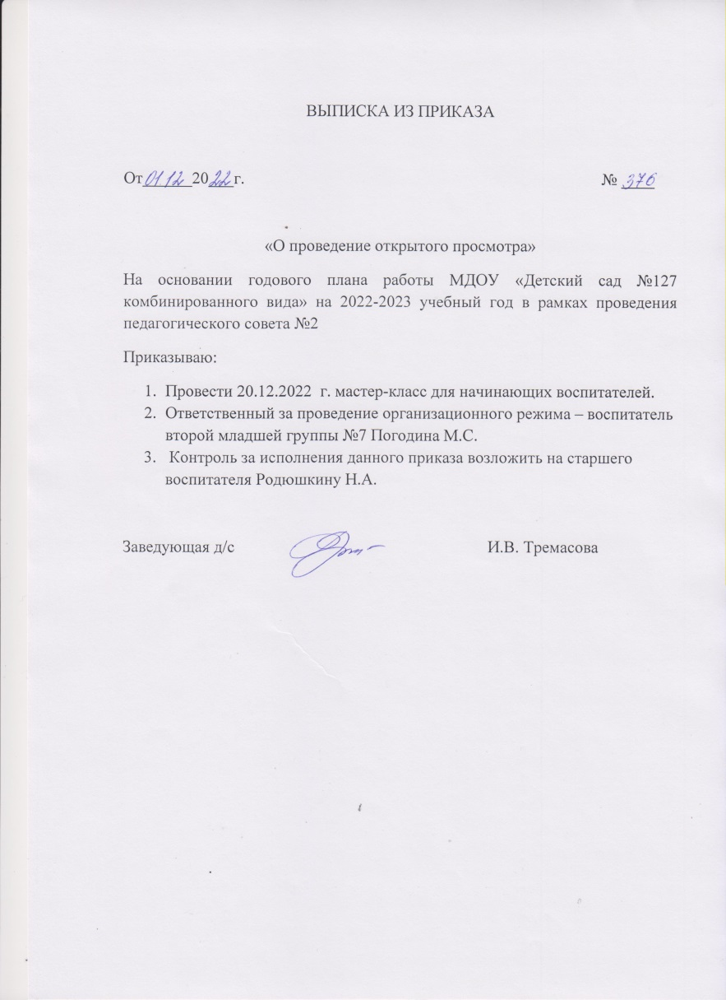 ВЫПИСКА ИЗ ПРИКАЗА
От 01 12 2022 г. № 376
«О проведение открытого просмотра»
На основании годового плана работы МДОУ «Детский сад №127
комбинированного вида» на 2022-2023 учебный год в рамках проведения
педагогического совета №2
Приказываю:
1. Провести 20.12.2022 г. мастер-класс для начинающих воспитателей.
2. Ответственный за проведение организационного режима – воспитатель
второй младшей группы №7 Погодина М.С.
3. Контроль за исполнения данного приказа возложить на старшего
воспитателя Родюшкину Н.А.
Заведующая д/с И.В. Тремасова